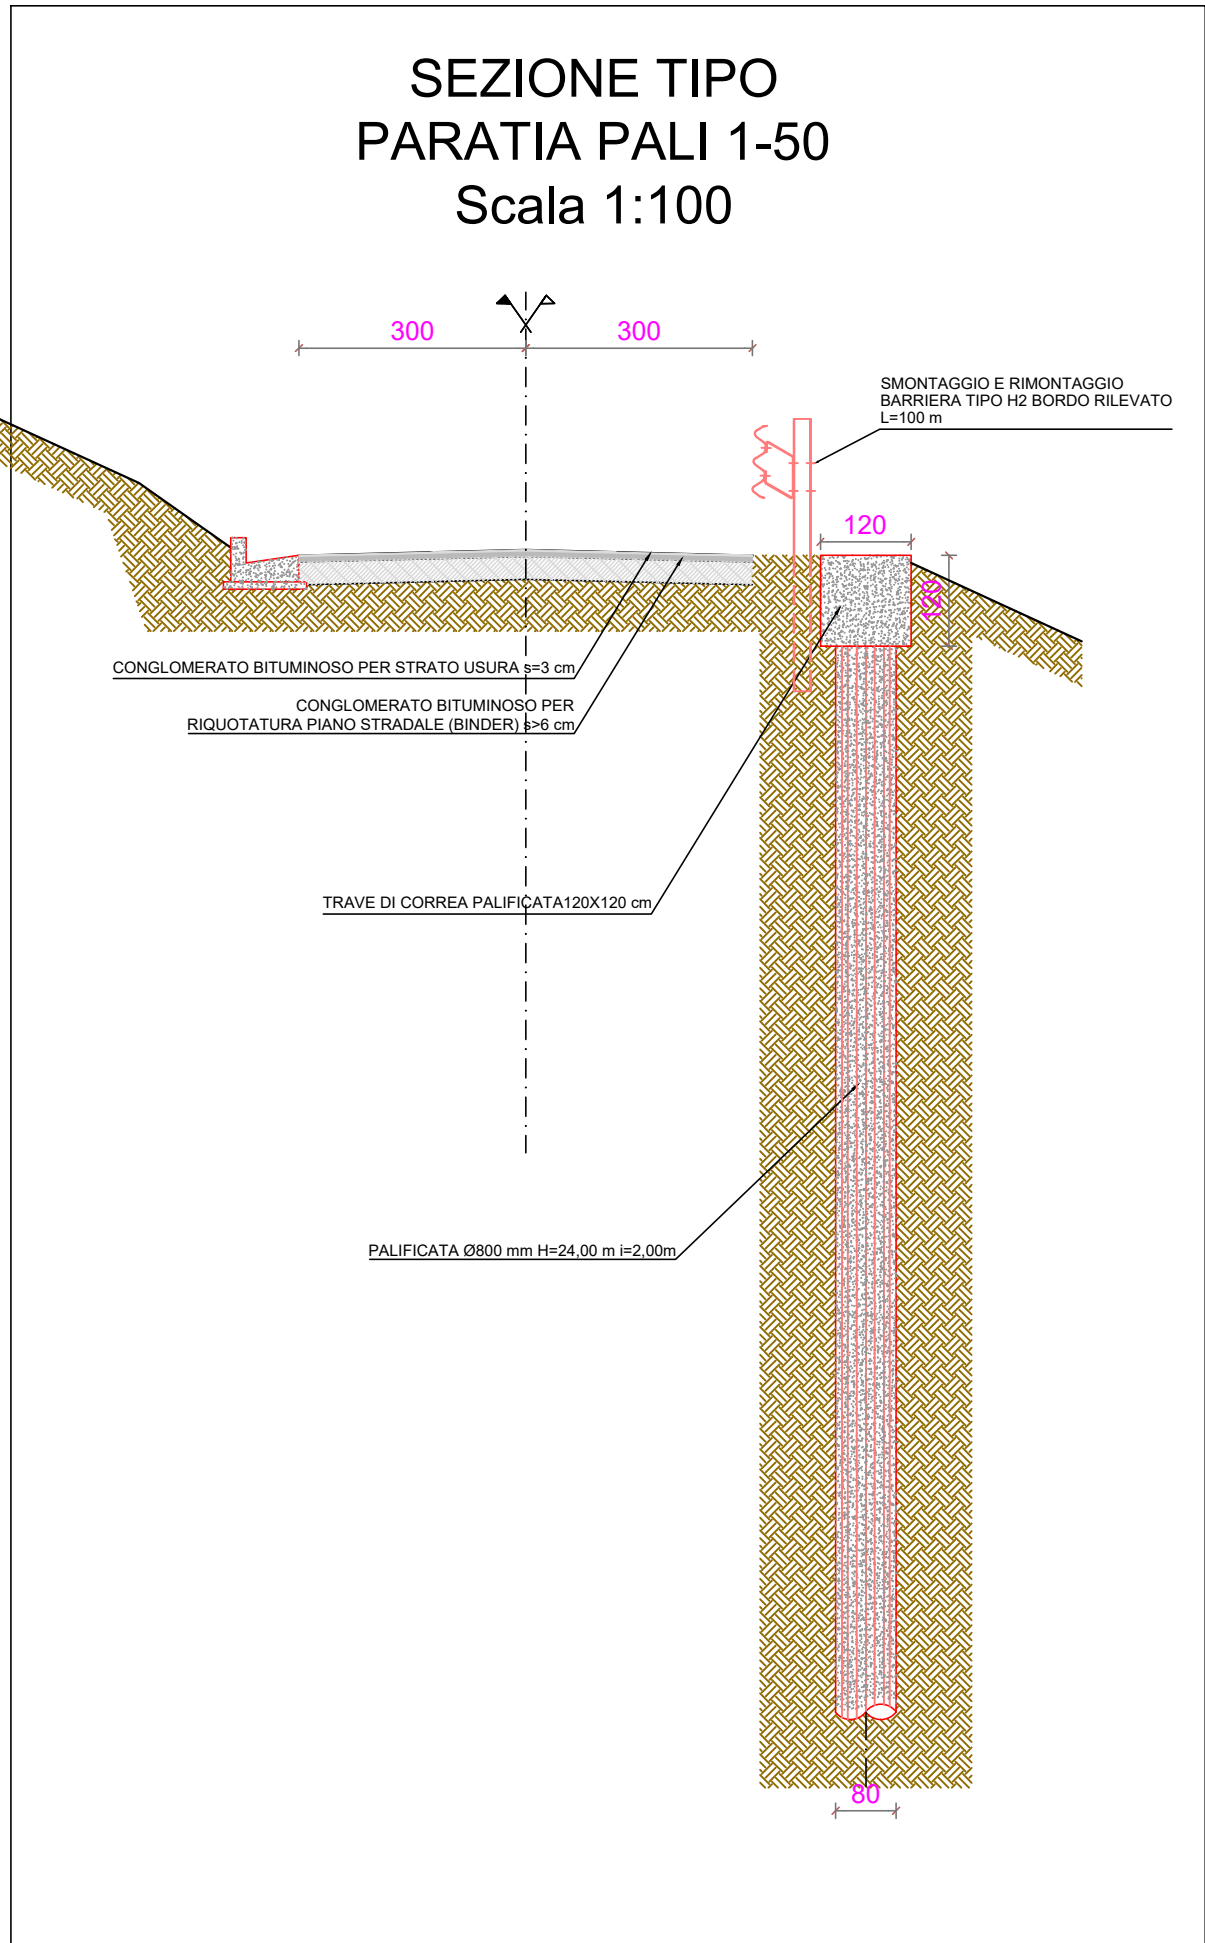 SEZIONE TIPO
PARATIA PALI 1-50
Scala 1:100
300
300
SMONTAGGIO E RIMONTAGGIO
BARRIERA TIPO H2 BORDO RILEVATO
L=100 m
120
120
CONGLOMERATO BITUMINOSO PER STRATO USURA s=3 cm
CONGLOMERATO BITUMINOSO PER
RIQUOTATURA PIANO STRADALE (BINDER) s>6 cm
TRAVE DI CORREA PALIFICATA120X120 cm
PALIFICATA Ø800 mm H=24,00 m i=2,00m
80